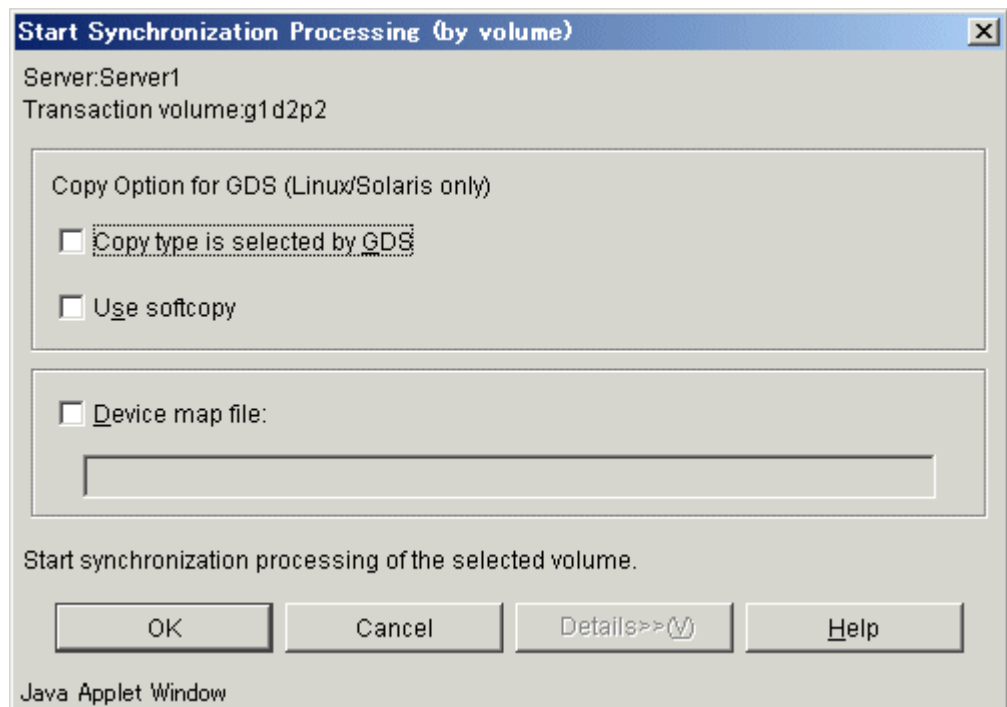 Start Synchronization Processing (by volume)
Server:Server1
Transaction volume:g1d2p2
Copy Option for GDS (Linux/Solaris only)
Copy type is selected by GDS
Use softcopy
Device map file:
Start synchronization processing of the selected volume.
OK Cancel Details>>(V) Help
Java Applet Window